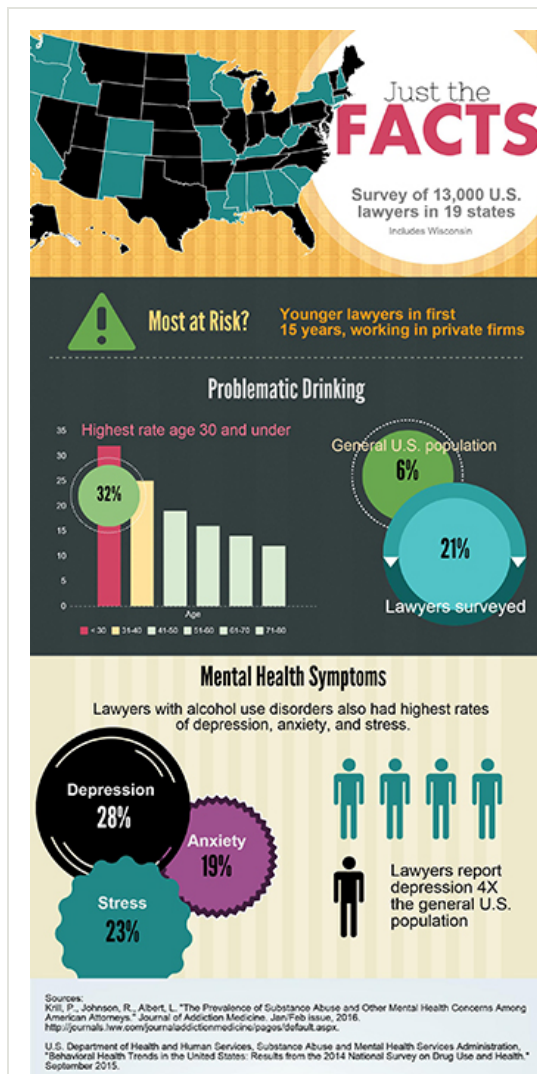 Just the
FACTS
Survey of 13,000 U.S.
lawyers in 19 states
Includes Wisconsin
Most at Risk?
Younger lawyers in first
15 years, working in private firms
Problematic Drinking
Highest rate age 30 and under
35
30
25
20
15
10
5
0
32%
Age
< 30 31-40 41-50 51-60 61-70 71-80
General U.S. population
6%
21%
Lawyers surveyed
Mental Health Symptoms
Lawyers with alcohol use disorders also had highest rates
of depression, anxiety, and stress.
Depression
28%
Anxiety
19%
Stress
23%
Lawyers report
depression 4X
the general U.S.
population
Sources:
Krill, P., Johnson, R., Albert, L. "The Prevalence of Substance Abuse and Other Mental Health Concerns Among
American Attorneys." Journal of Addiction Medicine. Jan/Feb issue, 2016.
http://journals.lww.com/journaladdictionmedicine/pages/default.aspx.
U.S. Department of Health and Human Services, Substance Abuse and Mental Health Services Administration,
"Behavioral Health Trends in the United States: Results from the 2014 National Survey on Drug Use and Health."
September 2015.